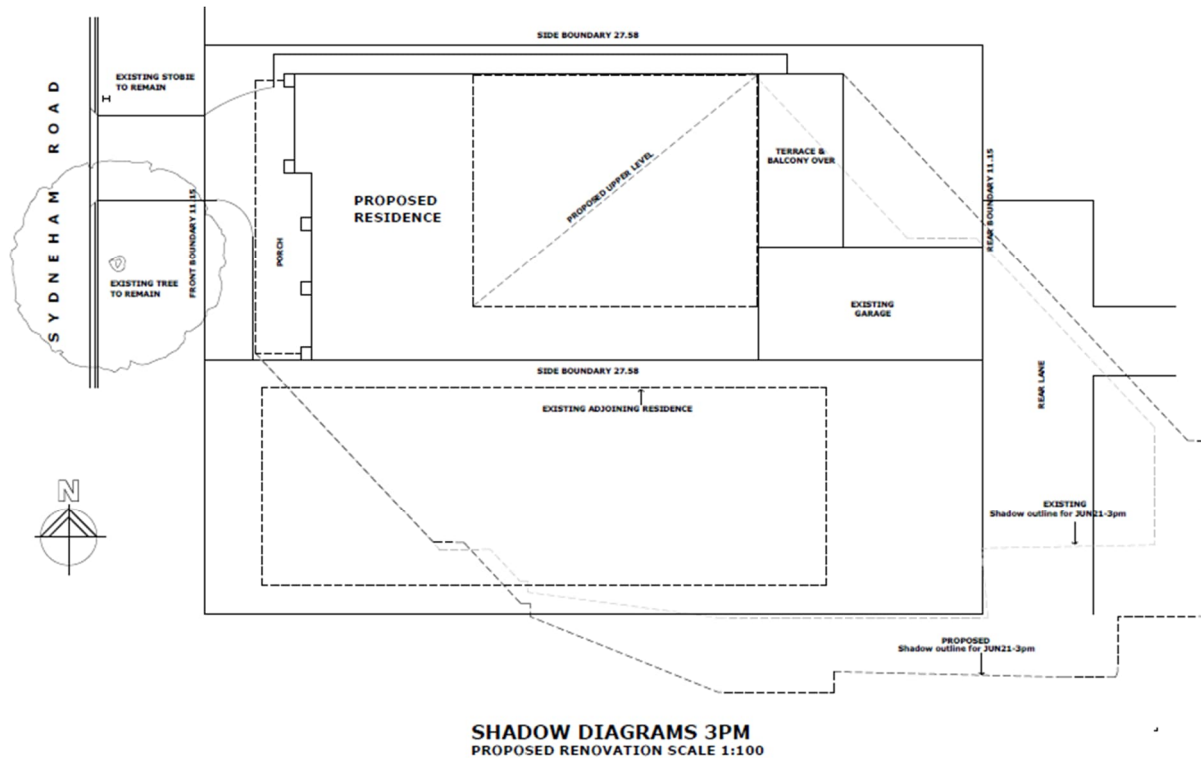 SIDE BOUNDARY 27.58
EXISTING STOBIE
TO REMAIN
SYDNEHAM ROAD
TERRACE &
BALCONY OVER
PROPOSED UPPER LEVEL
PROPOSED
RESIDENCE
REAR BOUNDARY 11.15
FRONT BOUNDARY 11.15
PORCH
EXISTING TREE
TO REMAIN
EXISTING
GARAGE
SIDE BOUNDARY 27.58
REAR LANE
EXISTING ADJOINING RESIDENCE
N
EXISTING
Shadow outline for JUN21-3pm
PROPOSED
Shadow outline for JUN21-3pm
SHADOW DIAGRAMS 3PM
PROPOSED RENOVATION SCALE 1:100